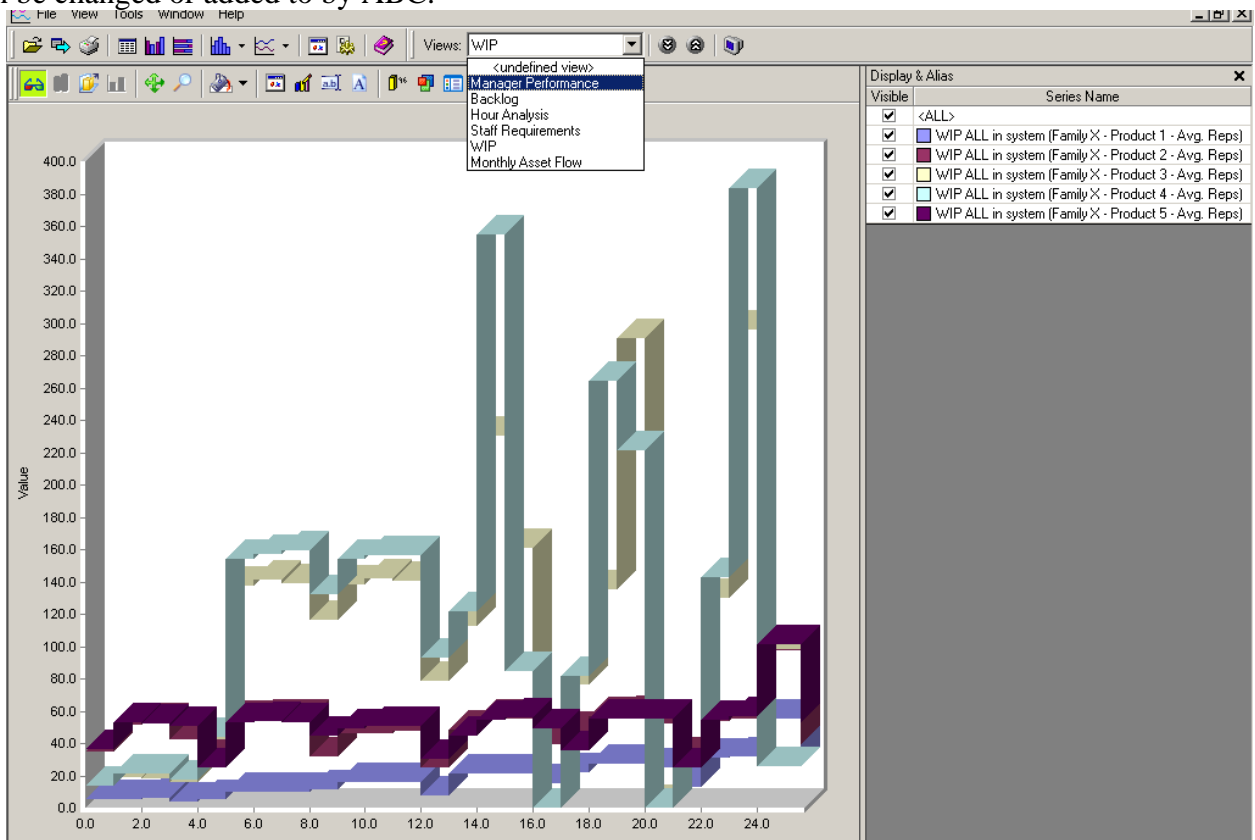 be changed or added to by ABC.
File View Tools Window Help
Views: WIP
<undefined view>
Manager Performance
Backlog
Hour Analysis
Staff Requirements
WIP
Monthly Asset Flow
Display & Alias
Visible Series Name
<ALL>
WIP ALL in system (Family X - Product 1 - Avg. Reps)
WIP ALL in system (Family X - Product 2 - Avg. Reps)
WIP ALL in system (Family X - Product 3 - Avg. Reps)
WIP ALL in system (Family X - Product 4 - Avg. Reps)
WIP ALL in system (Family X - Product 5 - Avg. Reps)
400.0
380.0
360.0
340.0
320.0
300.0
280.0
260.0
240.0
220.0
200.0
180.0
160.0
140.0
120.0
100.0
80.0
60.0
40.0
20.0
0.0
Value
0.0 2.0 4.0 6.0 8.0 10.0 12.0 14.0 16.0 18.0 20.0 22.0 24.0